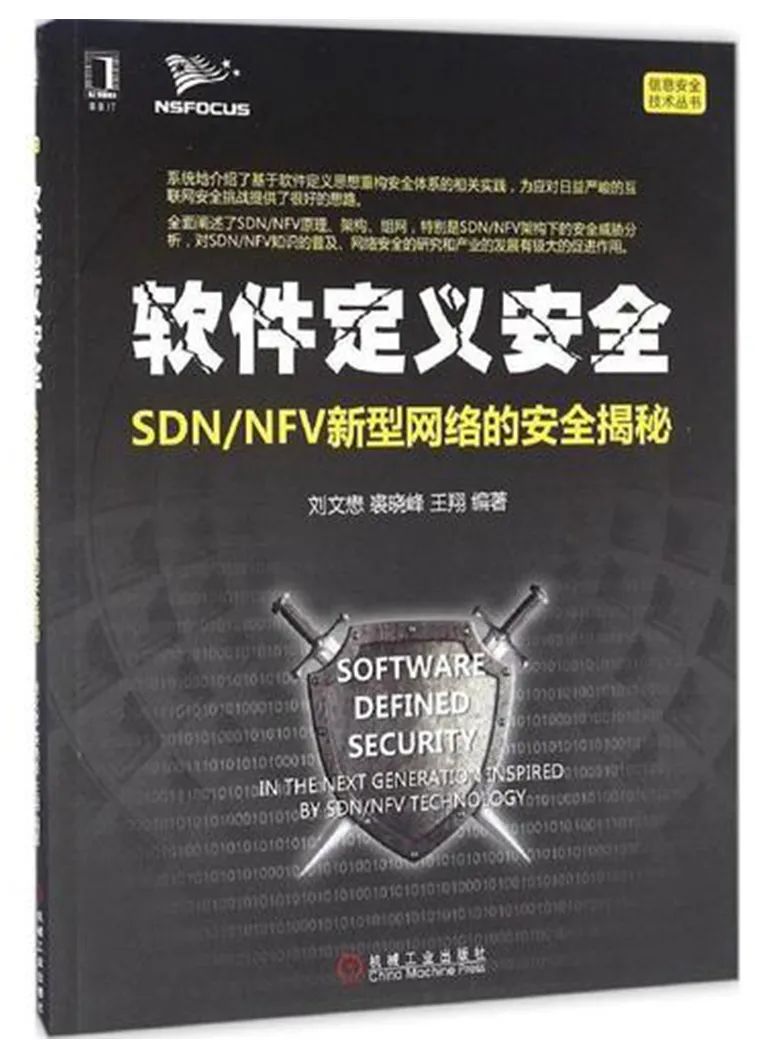 NSFOCUS
信息安全
技术丛书
系统地介绍了基于软件定义思想重构安全体系的相关实践，为应对日益严峻的互
联网安全挑战提供了很好的思路。
全面阐述了SDN/NFV原理、架构、组网，特别是SDN/NFV架构下的安全威胁分
析，对SDN/NFV知识的普及、网络安全的研究和产业的发展有极大的促进作用。
软件定义安全
SDN/NFV新型网络的安全揭秘
刘文懋 裘晓峰 王翔 编著
SOFTWARE
DEFINED
SECURITY
IN THE NEXT GENERATION INSPIRED
BY SDN/NFV TECHNOLOGY
机械工业出版社
China Machine Press